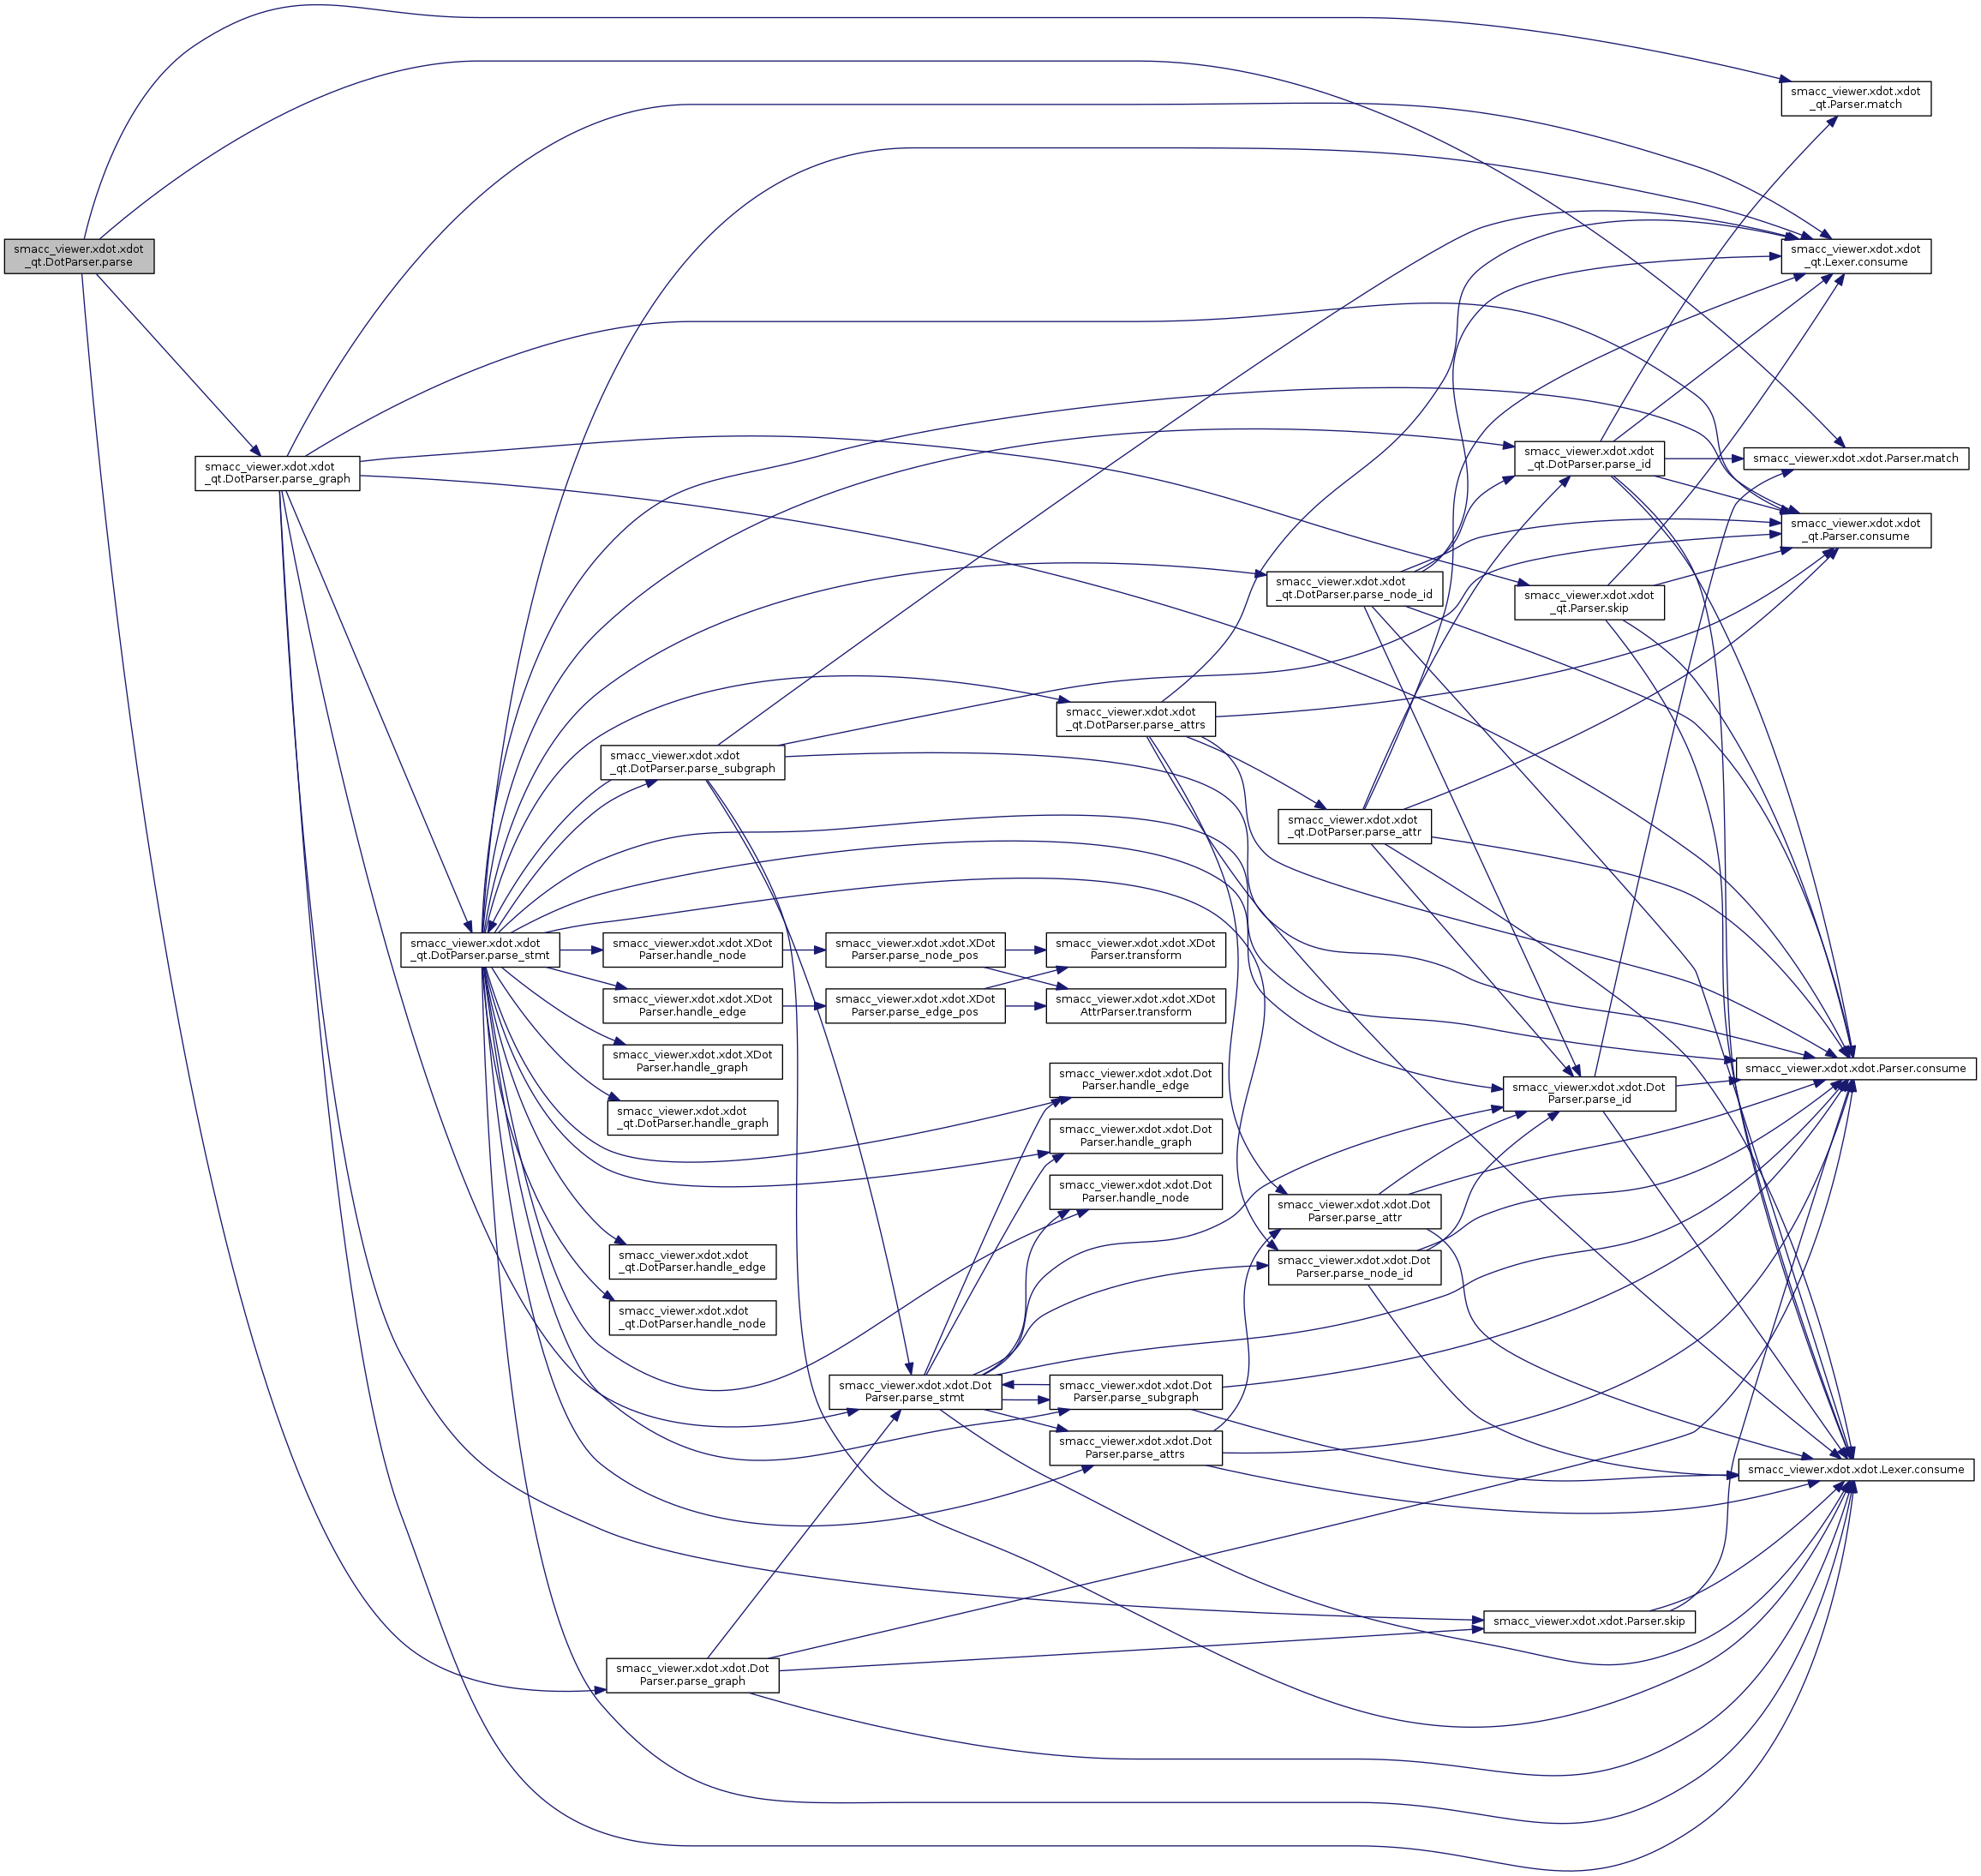 smacc_viewer.xdot.xdot
_qt.DotParser.parse
smacc_viewer.xdot.xdot
_qt.DotParser.parse_graph
smacc_viewer.xdot.xdot
_qt.DotParser.parse_stmt
smacc_viewer.xdot.xdot
_qt.DotParser.parse_subgraph
smacc_viewer.xdot.xdot.XDot
Parser.handle_node
smacc_viewer.xdot.xdot.XDot
Parser.handle_edge
smacc_viewer.xdot.xdot.XDot
Parser.handle_graph
smacc_viewer.xdot.xdot
_qt.DotParser.handle_graph
smacc_viewer.xdot.xdot
_qt.DotParser.handle_edge
smacc_viewer.xdot.xdot
_qt.DotParser.handle_node
smacc_viewer.xdot.xdot.Dot
Parser.parse_graph
smacc_viewer.xdot.xdot.XDot
Parser.parse_node_pos
smacc_viewer.xdot.xdot.XDot
Parser.parse_edge_pos
smacc_viewer.xdot.xdot.Dot
Parser.parse_stmt
smacc_viewer.xdot.xdot
_qt.DotParser.parse_attrs
smacc_viewer.xdot.xdot.XDot
Parser.transform
smacc_viewer.xdot.xdot.XDot
AttrParser.transform
smacc_viewer.xdot.xdot.Dot
Parser.handle_edge
smacc_viewer.xdot.xdot.Dot
Parser.handle_graph
smacc_viewer.xdot.xdot.Dot
Parser.handle_node
smacc_viewer.xdot.xdot.Dot
Parser.parse_subgraph
smacc_viewer.xdot.xdot.Dot
Parser.parse_attrs
smacc_viewer.xdot.xdot
_qt.DotParser.parse_node_id
smacc_viewer.xdot.xdot
_qt.DotParser.parse_attr
smacc_viewer.xdot.xdot.Dot
Parser.parse_attr
smacc_viewer.xdot.xdot.Dot
Parser.parse_node_id
smacc_viewer.xdot.xdot
_qt.DotParser.parse_id
smacc_viewer.xdot.xdot
_qt.Parser.skip
smacc_viewer.xdot.xdot.Dot
Parser.parse_id
smacc_viewer.xdot.xdot.Parser.skip
smacc_viewer.xdot.xdot
_qt.Parser.match
smacc_viewer.xdot.xdot
_qt.Lexer.consume
smacc_viewer.xdot.xdot.Parser.match
smacc_viewer.xdot.xdot
_qt.Parser.consume
smacc_viewer.xdot.xdot.Parser.consume
smacc_viewer.xdot.xdot.Lexer.consume